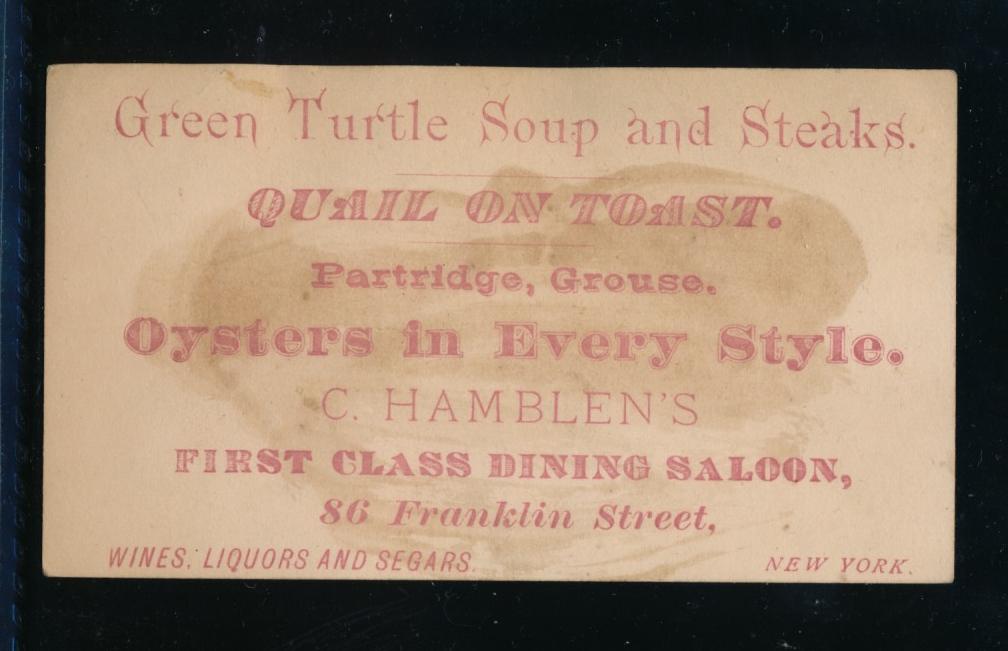 Green Turtle Soup and Steaks.
QUAIL ON TOAST.
Partridge, Grouse.
Oysters in Every Style.
C. HAMBLEN'S
FIRST CLASS DINING SALOON,
86 Franklin Street,
WINES, LIQUORS AND SEGARS. NEW YORK.